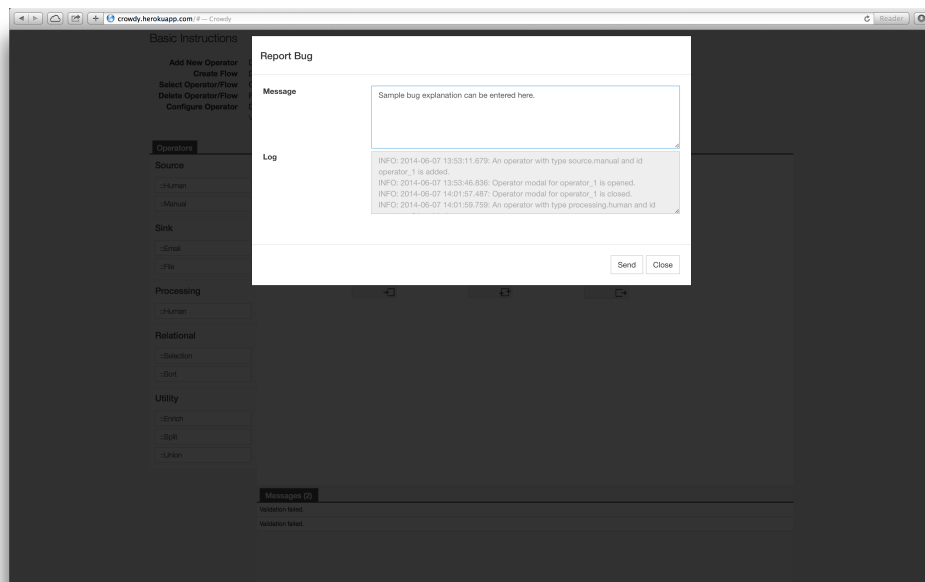 crowdy.herokuapp.com/# — Crowdy
Reader
Basic Instructions
Add New Operator
Create Flow
Select Operator/Flow
Delete Operator/Flow
Configure Operator
Report Bug
Message
Sample bug explanation can be entered here.
Log
INFO: 2014-06-07 13:53:11.679: An operator with type source.manual and id
operator_1 is added.
INFO: 2014-06-07 13:53:46.836: Operator modal for operator_1 is opened.
INFO: 2014-06-07 14:01:57.487: Operator modal for operator_1 is closed.
INFO: 2014-06-07 14:01:59.759: An operator with type processing.human and id
Send
Close
Operators
Source
::Human
::Manual
Sink
::Email
::File
Processing
::Human
Relational
::Selection
::Sort
Utility
::Enrich
::Split
::Union
Messages (2)
Validation failed.
Validation failed.